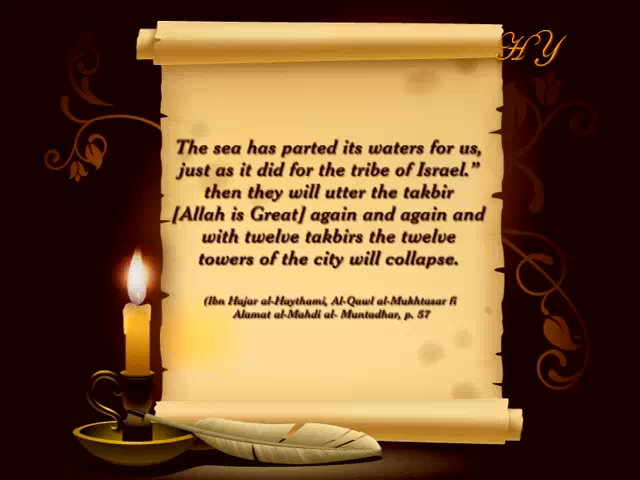 HY
The sea has parted its waters for us,
just as it did for the tribe of Israel.”
then they will utter the takbir
[Allah is Great] again and again and
with twelve takbirs the twelve
towers of the city will collapse.
(Ibn Hajar al-Haythami, Al-Qawl al-Mukhtasar fi
Alamat al-Mahdi al- Muntadhar, p. 57